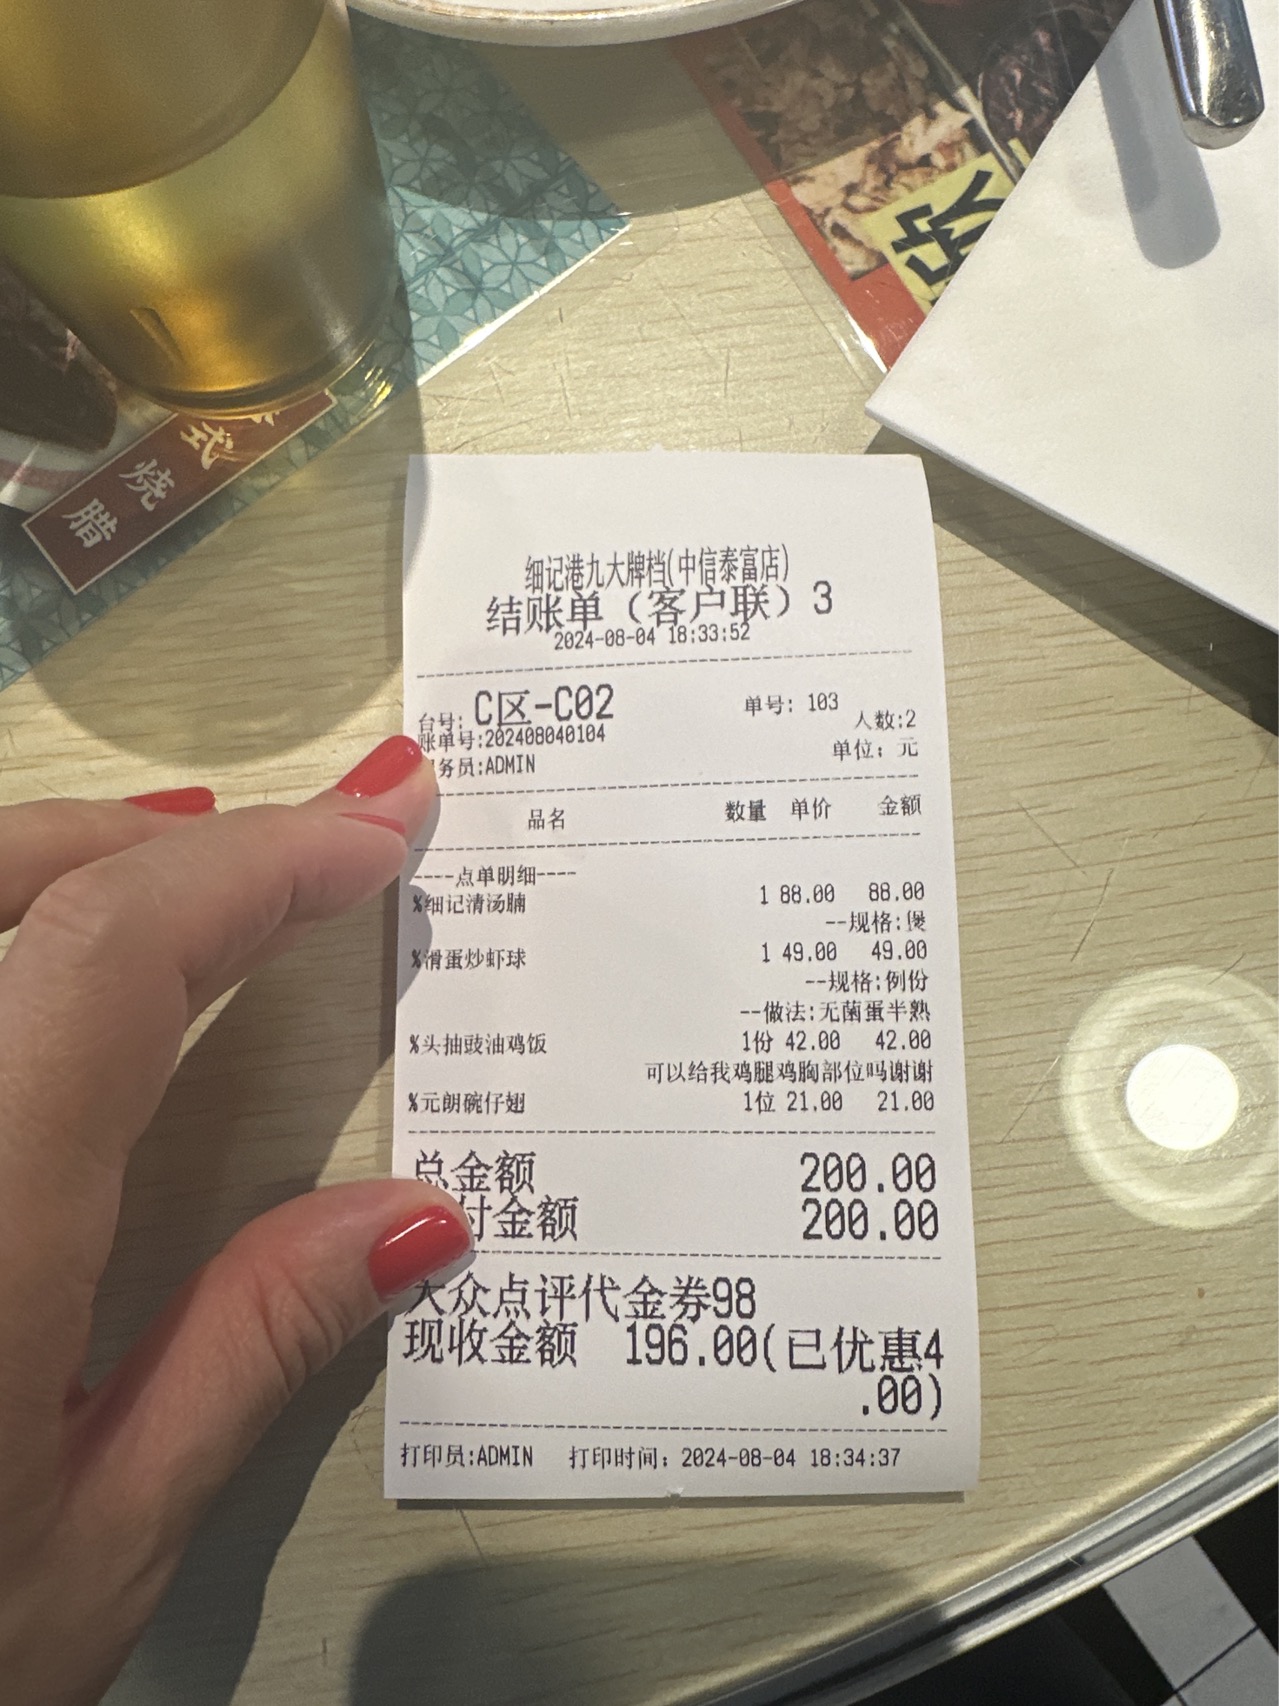 式
烧
腊
细记港九大牌档(中信泰富店)
结账单（客户联）3
2024-08-04 18:33:52
台号: C区-C02 单号: 103
人数:2
账单号:202408040104
单位: 元
务员:ADMIN
品名 数量 单价 金额
----点单明细----
%细记清汤腩 1 88.00 88.00
--规格:煲
%滑蛋炒虾球 1 49.00 49.00
--规格:例份
--做法:无菌蛋半熟
%头抽豉油鸡饭 1份 42.00 42.00
可以给我鸡腿鸡胸部位吗谢谢
%元朗碗仔翅 1位 21.00 21.00
总金额 200.00
付金额 200.00
大众点评代金券98
现收金额 196.00(已优惠4
.00)
打印员:ADMIN 打印时间: 2024-08-04 18:34:37